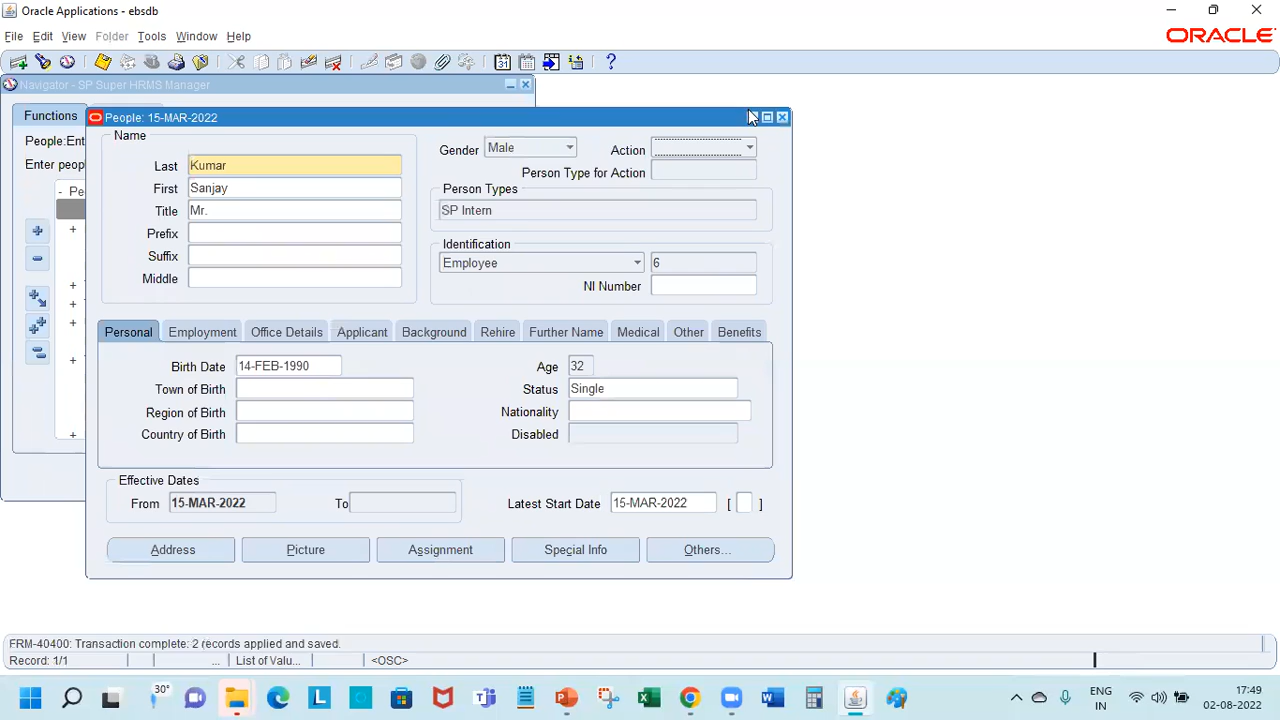 Oracle Applications - ebsdb
File Edit View Folder Tools Window Help
ORACLE
Navigator - SP Super HRMS Manager
Functions
People: 15-MAR-2022
People:Ent
Enter peopl
- Pe
Name
Last Kumar
First Sanjay
Title Mr.
Prefix
Suffix
Middle
Gender Male Action
Person Type for Action
Person Types
SP Intern
Identification
Employee 6
NI Number
Personal Employment Office Details Applicant Background Rehire Further Name Medical Other Benefits
Birth Date 14-FEB-1990 Age 32
Town of Birth Status Single
Region of Birth Nationality
Country of Birth Disabled
Effective Dates
From 15-MAR-2022 To Latest Start Date 15-MAR-2022 [ ]
Address Picture Assignment Special Info Others...
FRM-40400: Transaction complete: 2 records applied and saved.
Record: 1/1 ... List of Valu... <OSC>
30° ENG 17:49
IN 02-08-2022